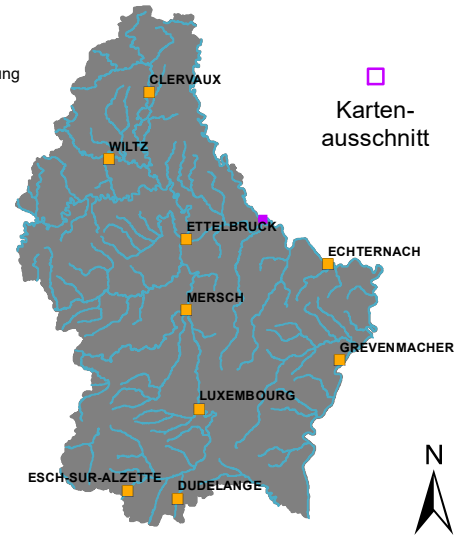 ung
CLERVAUX
Karten-
ausschnitt
WILTZ
ETTELBRUCK
ECHTERNACH
MERSCH
GREVENMACHER
LUXEMBOURG
ESCH-SUR-ALZETTE
DUDELANGE
N